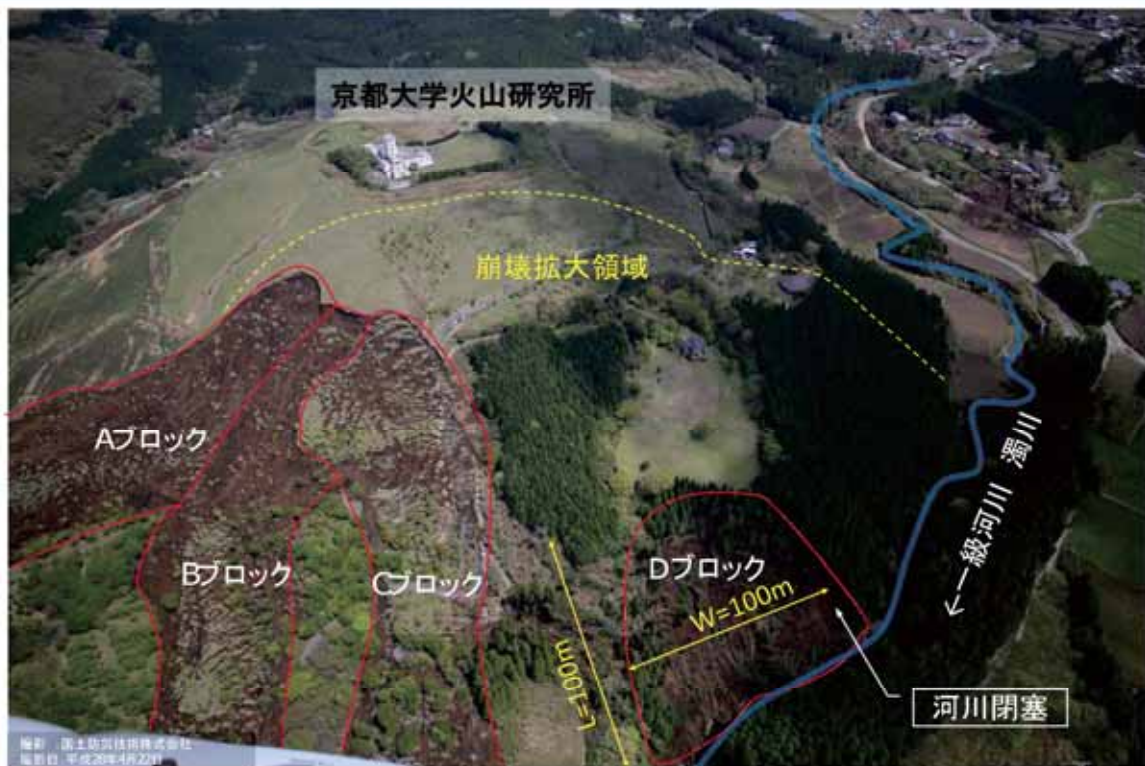 京都大学火山研究所
崩壊拡大領域
Aブロック
Bブロック
Cブロック
Dブロック
W=100m
L=100m
←一級河川 濁川
河川閉塞
撮影 国土防災技術株式会社
撮影日 平成28年4月22日